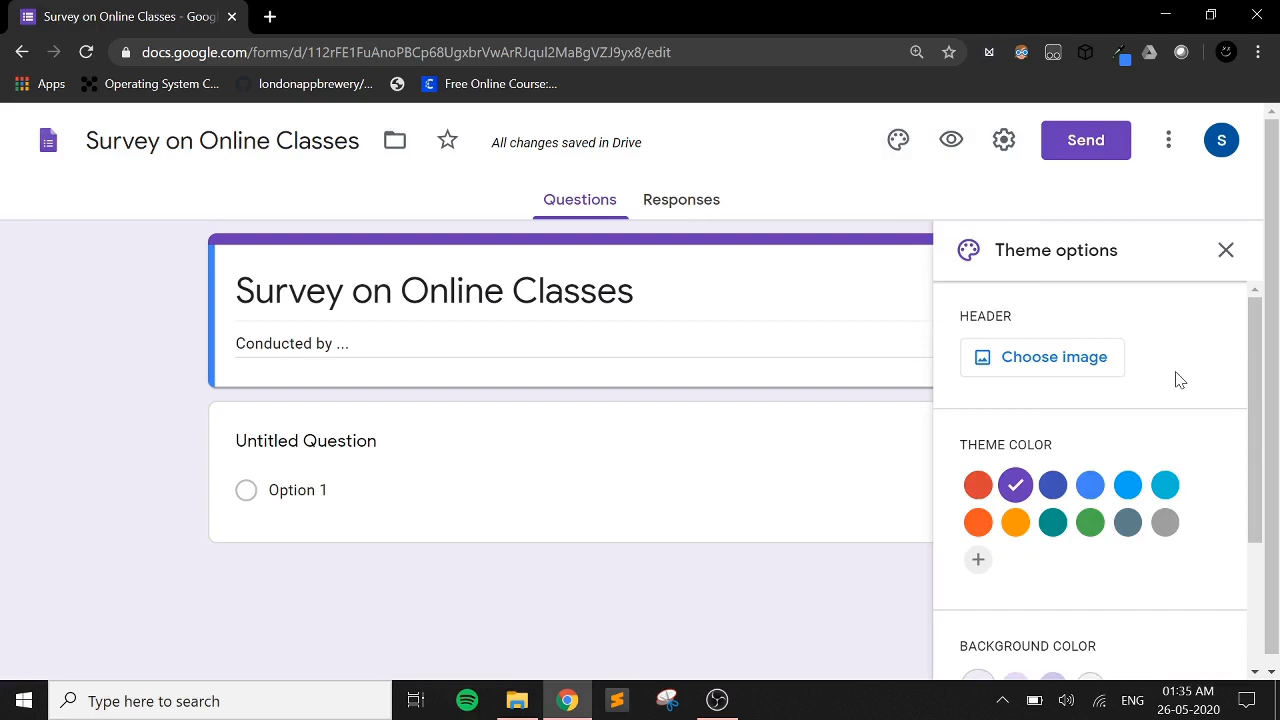 Survey on Online Classes - Goog
docs.google.com/forms/d/112rFE1FuAnoPBCp68UgxbrVwArRJqul2MaBgVZJ9yx8/edit
Apps
Operating System C...
londonappbrewery/...
Free Online Course:...
Survey on Online Classes
All changes saved in Drive
Send
S
Questions
Responses
Survey on Online Classes
Conducted by ...
Untitled Question
Option 1
Theme options
HEADER
Choose image
THEME COLOR
BACKGROUND COLOR
Type here to search
ENG
01:35 AM
26-05-2020